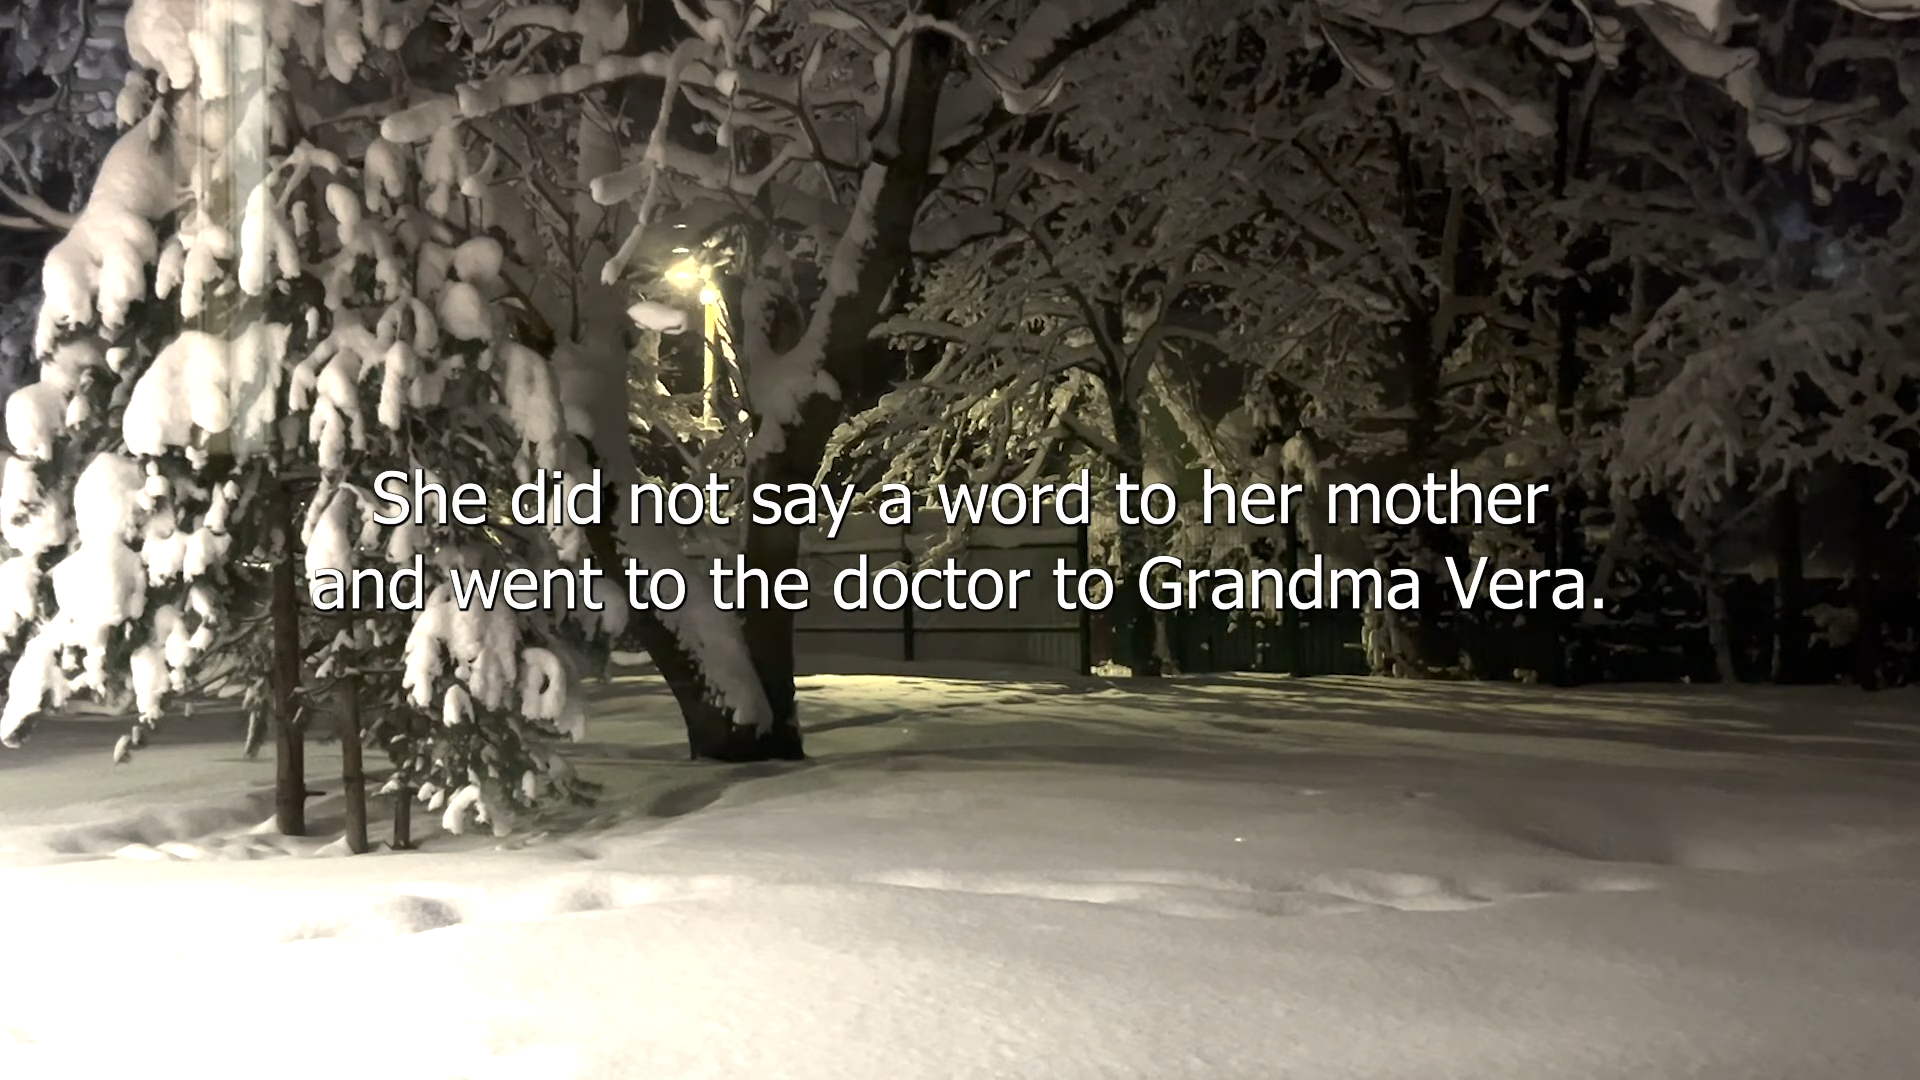 She did not say a word to her mother
and went to the doctor to Grandma Vera.